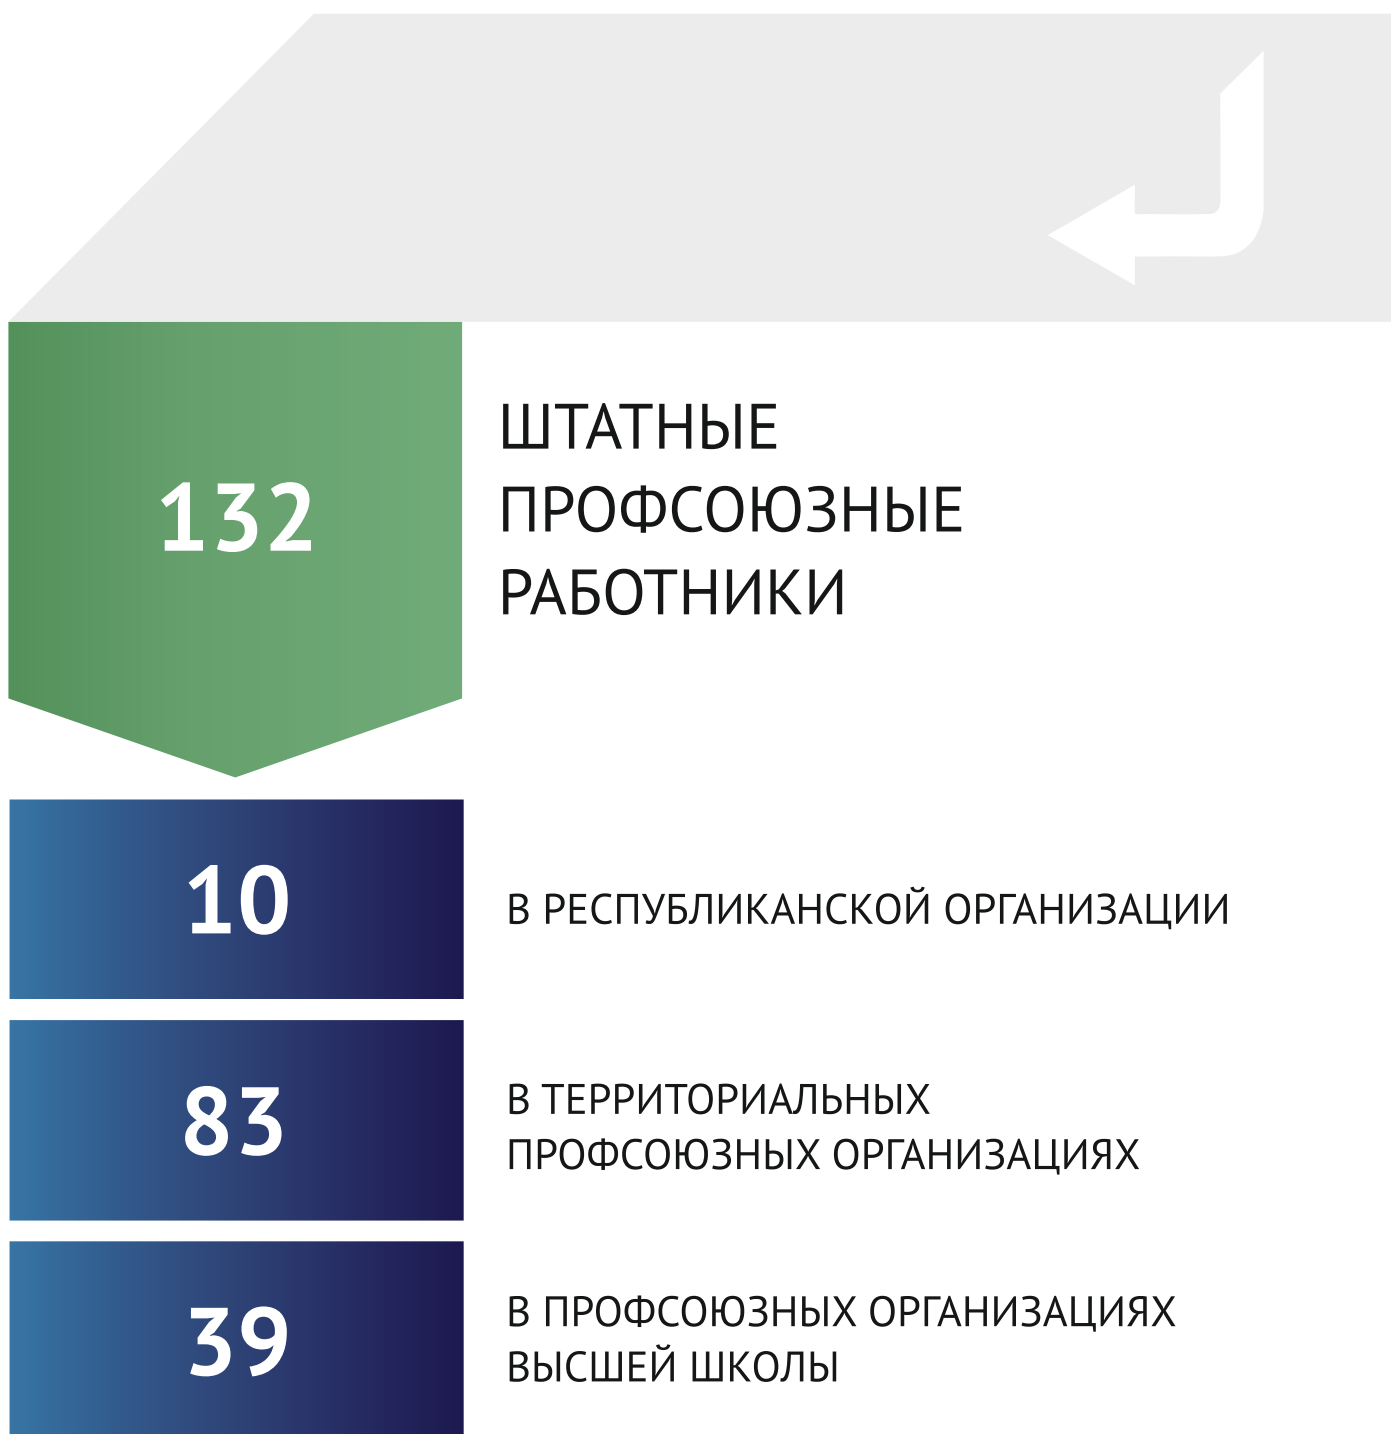 132
ШТАТНЫЕ
ПРОФСОЮЗНЫЕ
РАБОТНИКИ
10
В РЕСПУБЛИКАНСКОЙ ОРГАНИЗАЦИИ
83
В ТЕРРИТОРИАЛЬНЫХ
ПРОФСОЮЗНЫХ ОРГАНИЗАЦИЯХ
39
В ПРОФСОЮЗНЫХ ОРГАНИЗАЦИЯХ
ВЫСШЕЙ ШКОЛЫ